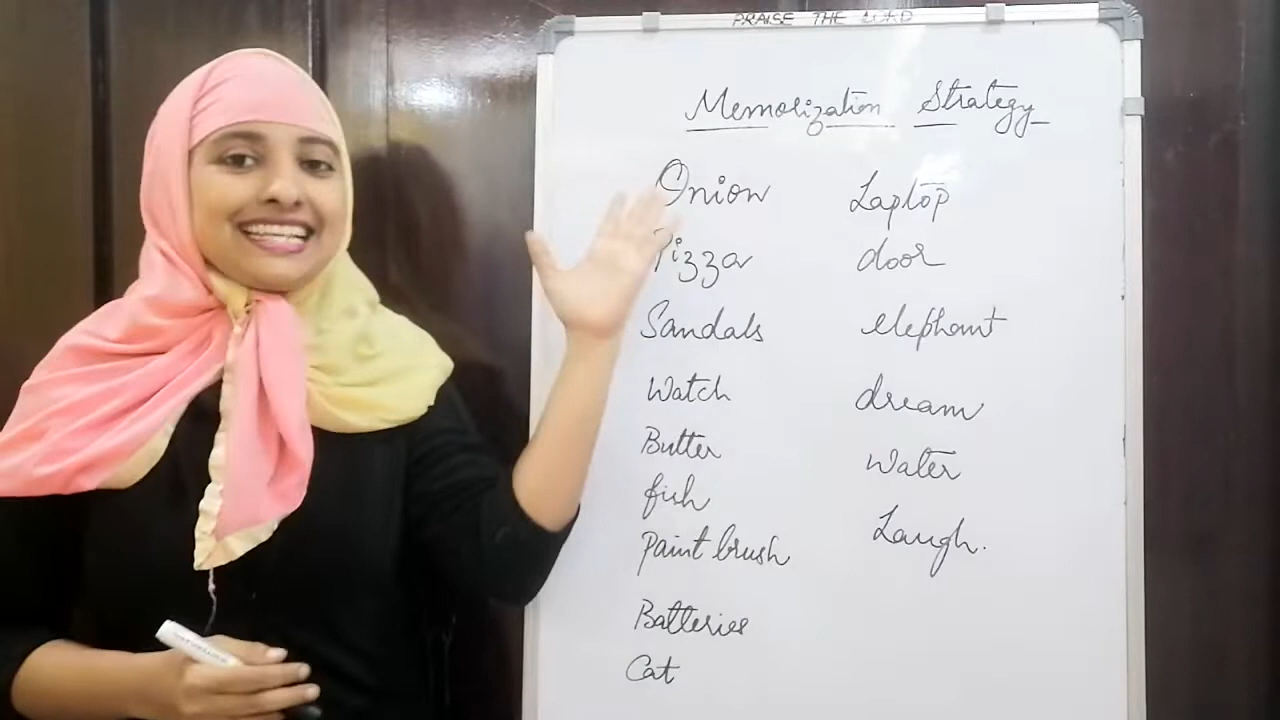 PRAISE THE LORD
Memorization Strategy
Onion
Pizza
Sandals
Watch
Butter
fish
Paint brush
Batteries
Cat
Laptop
door
elephant
dream
Water
Laugh.